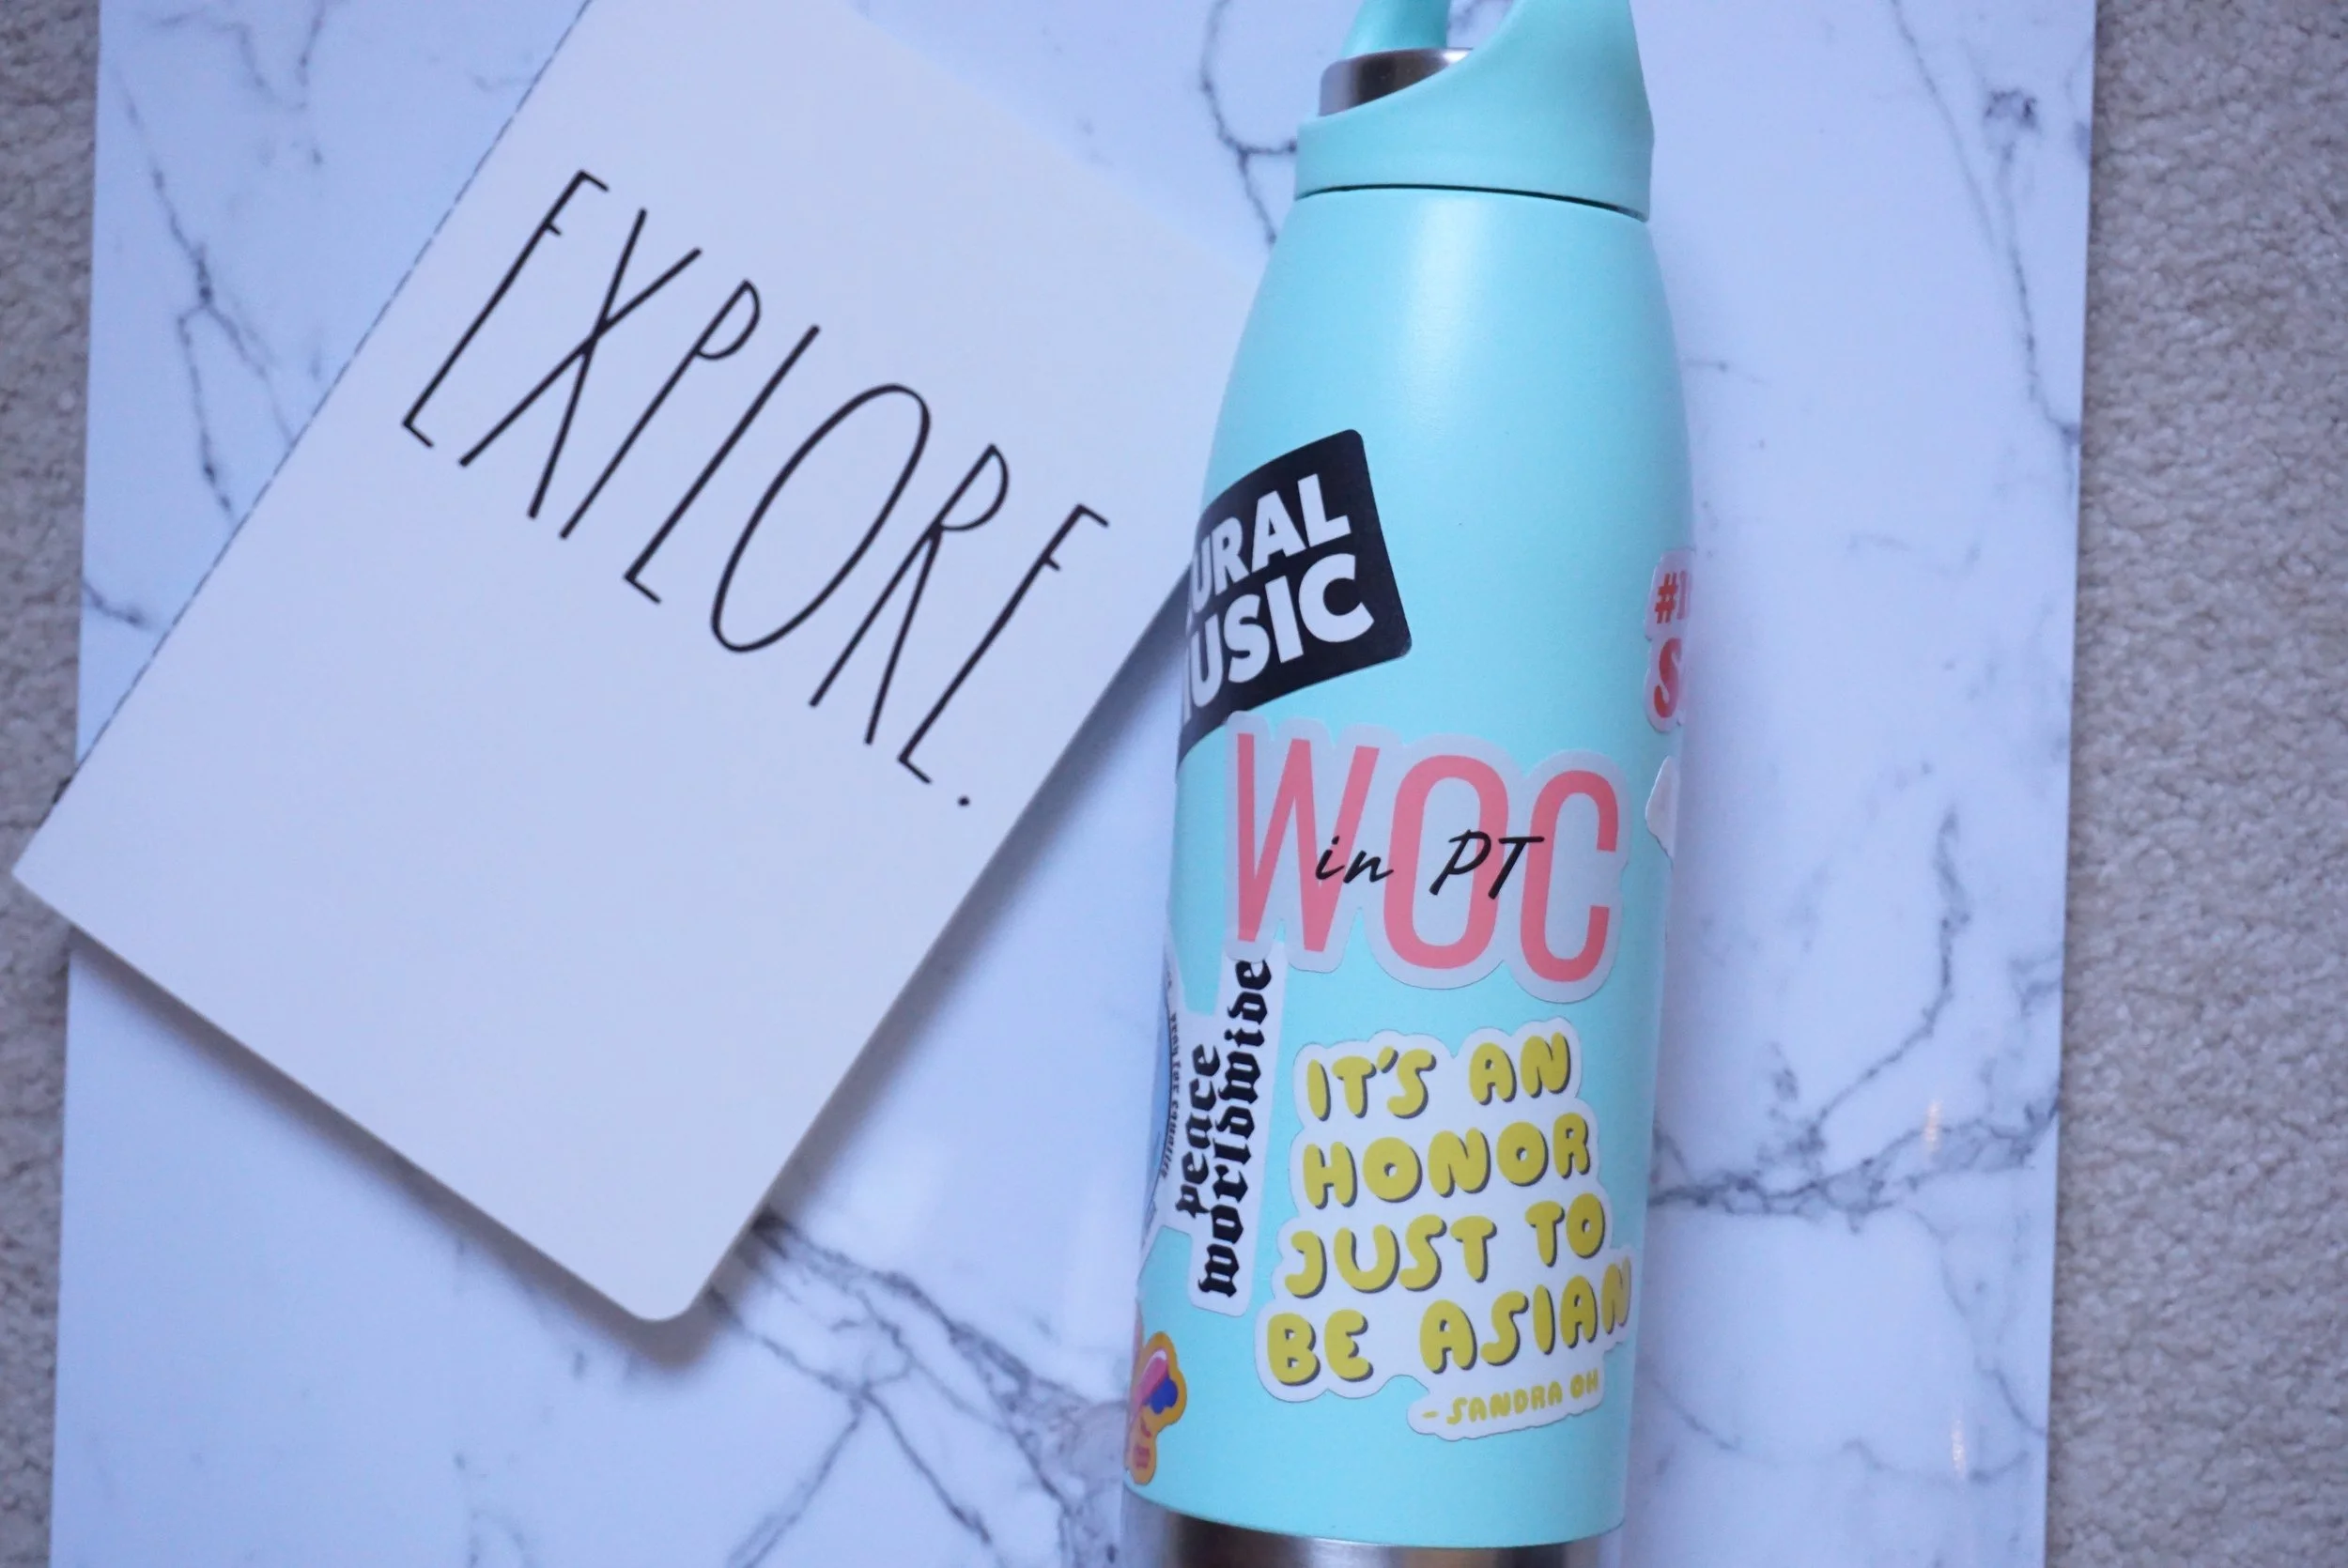 EXPLORE.
URAL
USIC
WOC
in PT
peace
worldwide
IT'S AN
HONOR
JUST TO
BE ASIAN
- SANDRA OH